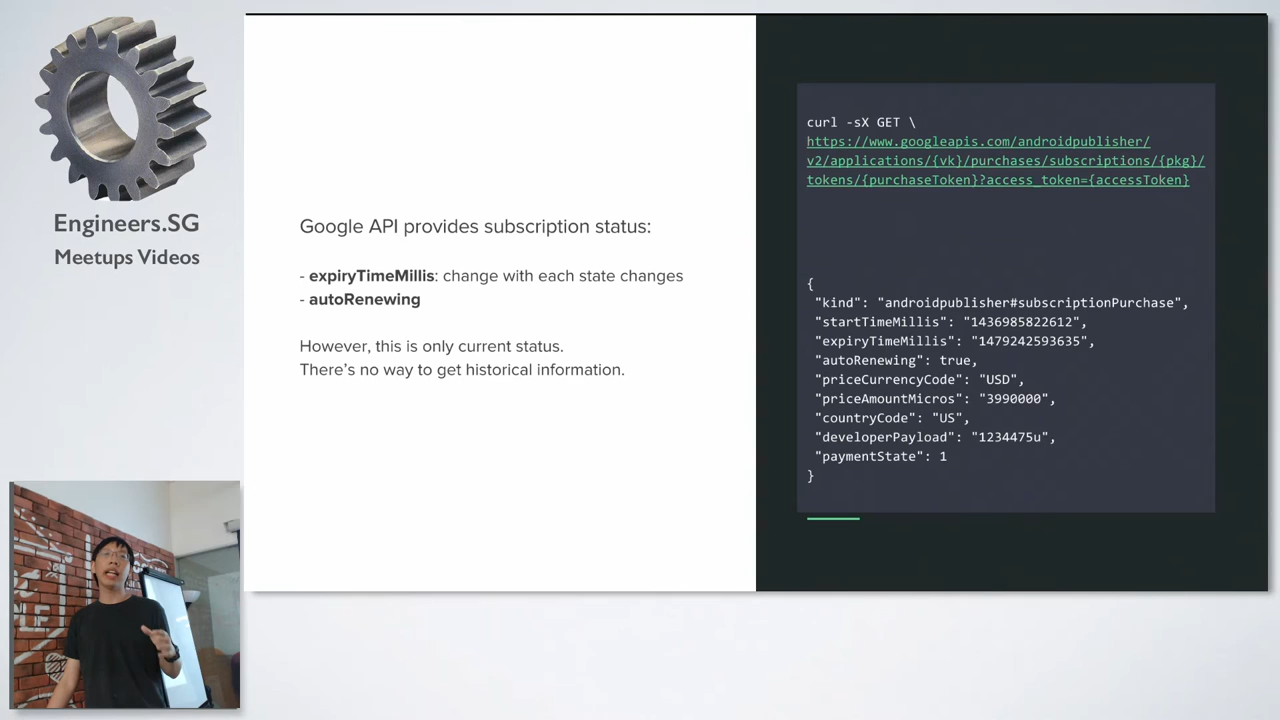 Engineers.SG
Meetups Videos
Google API provides subscription status:
- expiryTimeMillis: change with each state changes
- autoRenewing
However, this is only current status.
There's no way to get historical information.
curl -sX GET \
https://www.googleapis.com/androidpublisher/
v2/applications/{vk}/purchases/subscriptions/{pkg}/
tokens/{purchaseToken}?access_token={accessToken}
{
"kind": "androidpublisher#subscriptionPurchase",
"startTimeMillis": "1436985822612",
"expiryTimeMillis": "1479242593635",
"autoRenewing": true,
"priceCurrencyCode": "USD",
"priceAmountMicros": "3990000",
"countryCode": "US",
"developerPayload": "1234475u",
"paymentState": 1
}